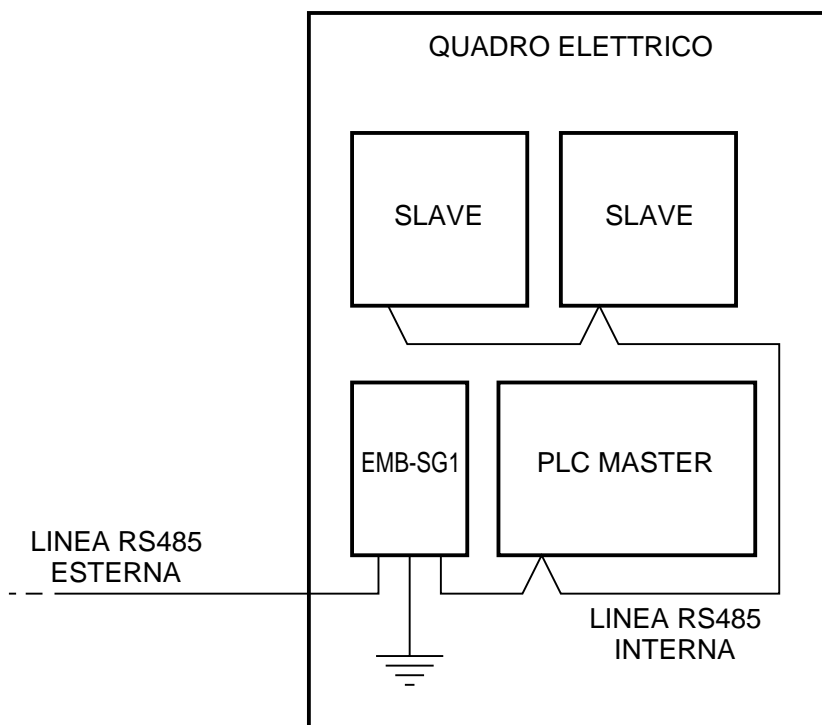 QUADRO ELETTRICO
SLAVE
SLAVE
EMB-SG1
PLC MASTER
LINEA RS485
ESTERNA
LINEA RS485
INTERNA